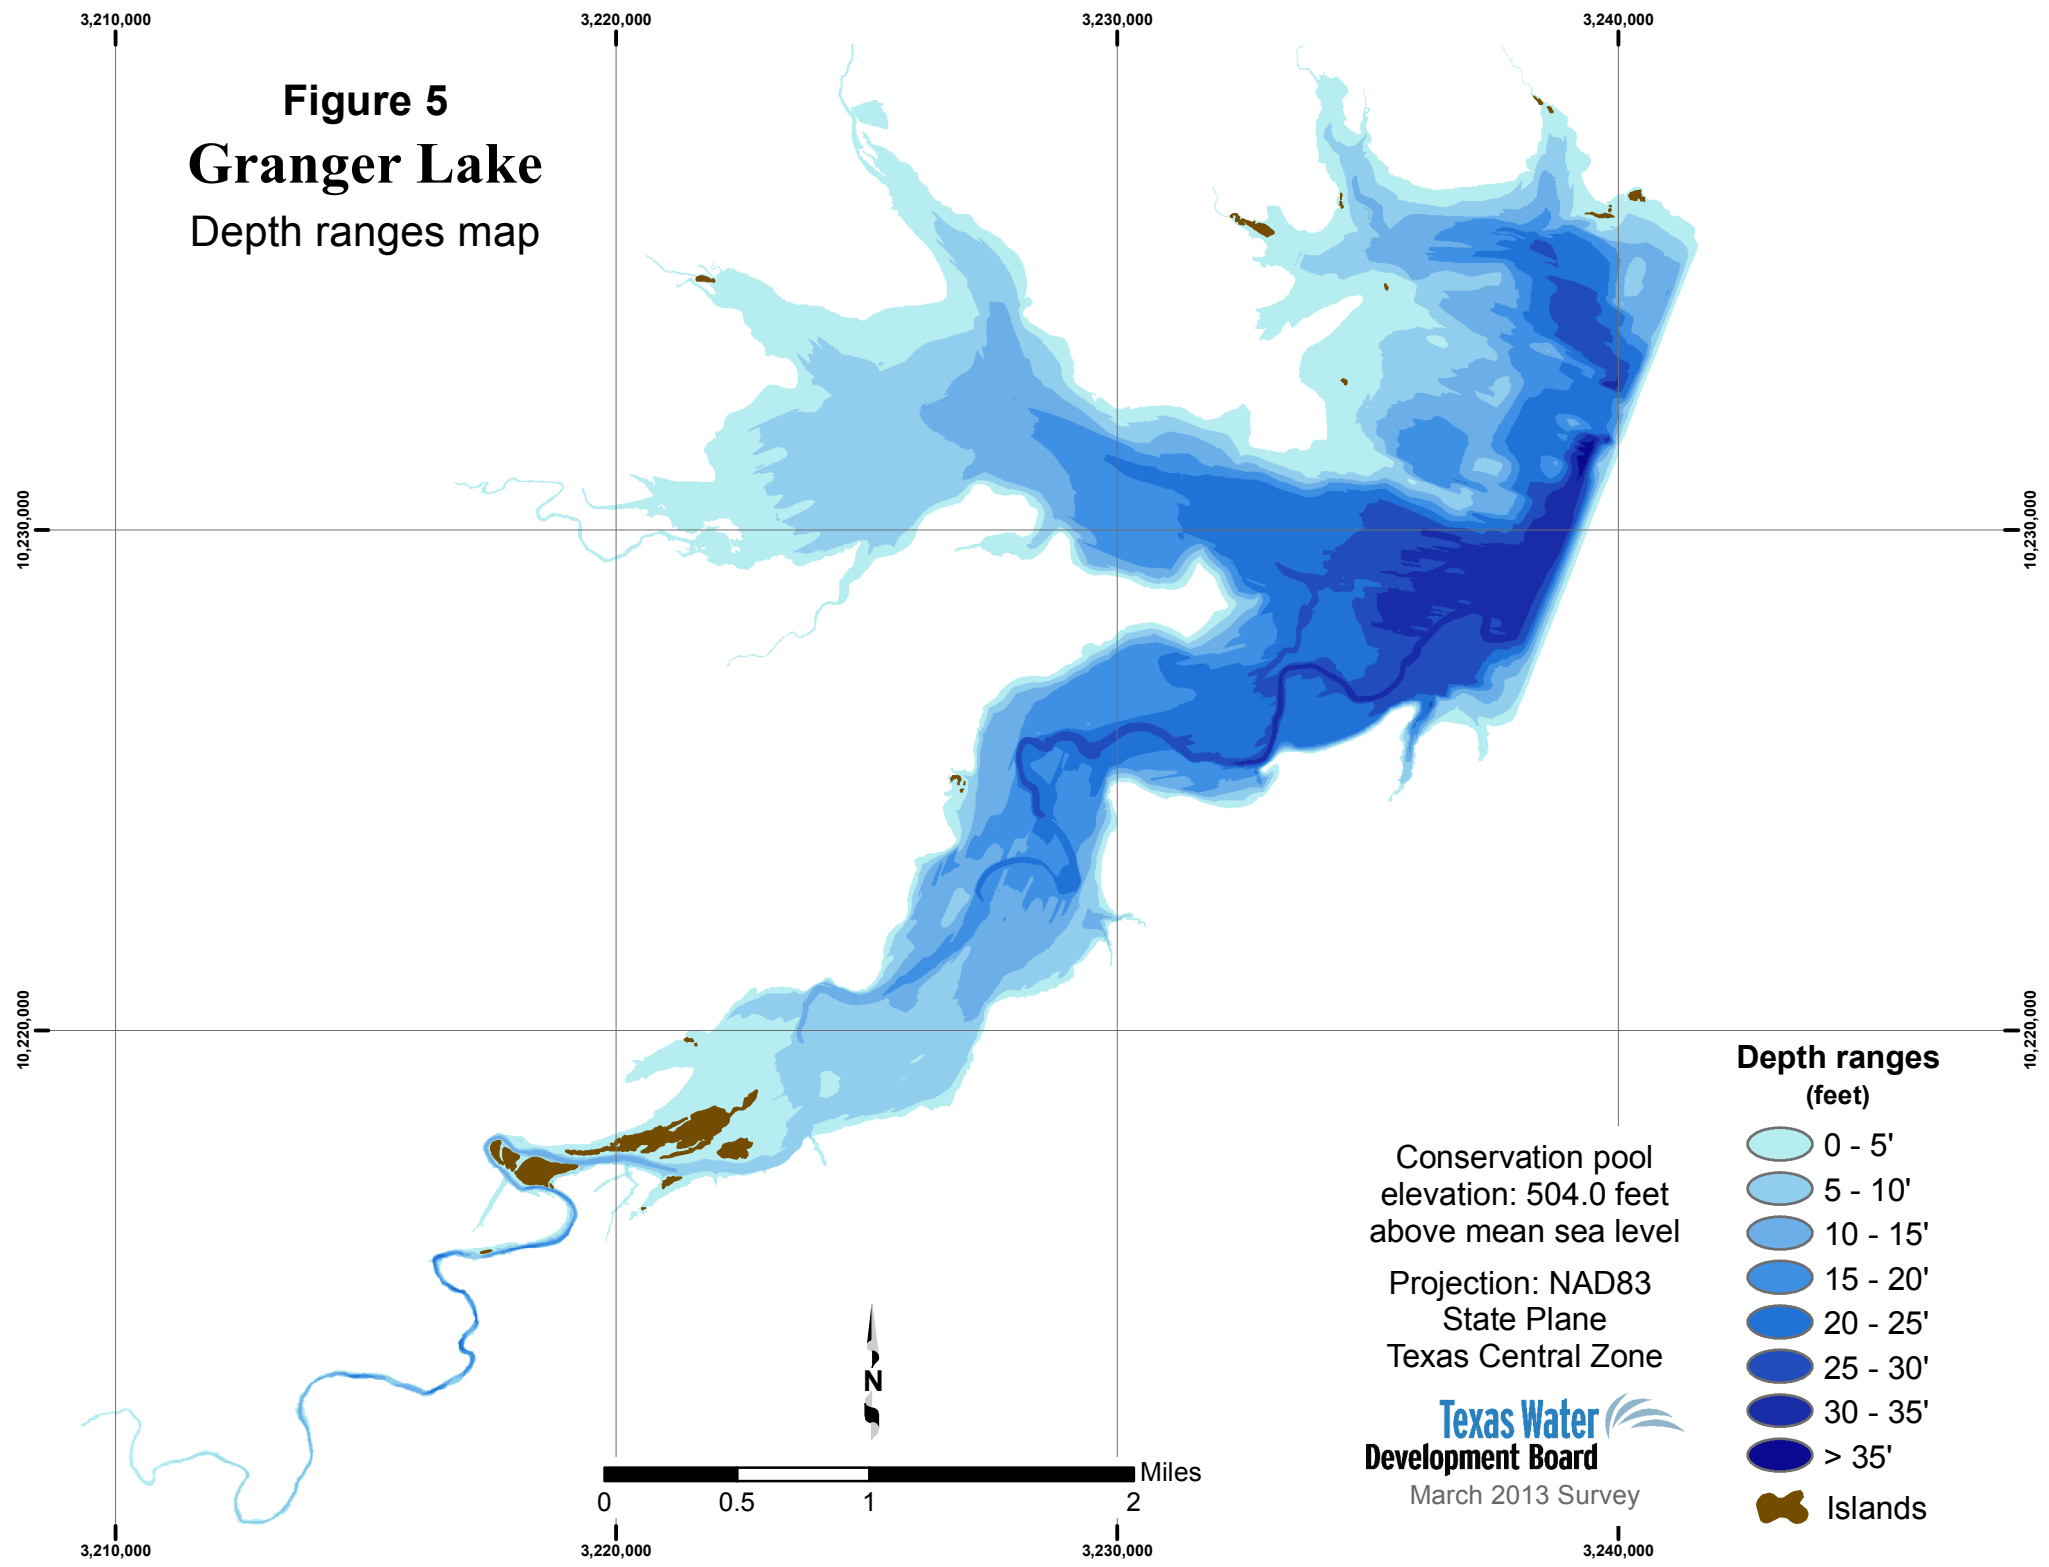 3,210,000
3,220,000
3,230,000
3,240,000
Figure 5
Granger Lake
Depth ranges map
10,230,000
10,230,000
10,220,000
10,220,000
Depth ranges
(feet)
0 - 5'
5 - 10'
10 - 15'
15 - 20'
20 - 25'
25 - 30'
30 - 35'
> 35'
Islands
Conservation pool
elevation: 504.0 feet
above mean sea level
Projection: NAD83
State Plane
Texas Central Zone
Texas Water
Development Board
March 2013 Survey
N
Miles
0
0.5
1
2
3,210,000
3,220,000
3,230,000
3,240,000